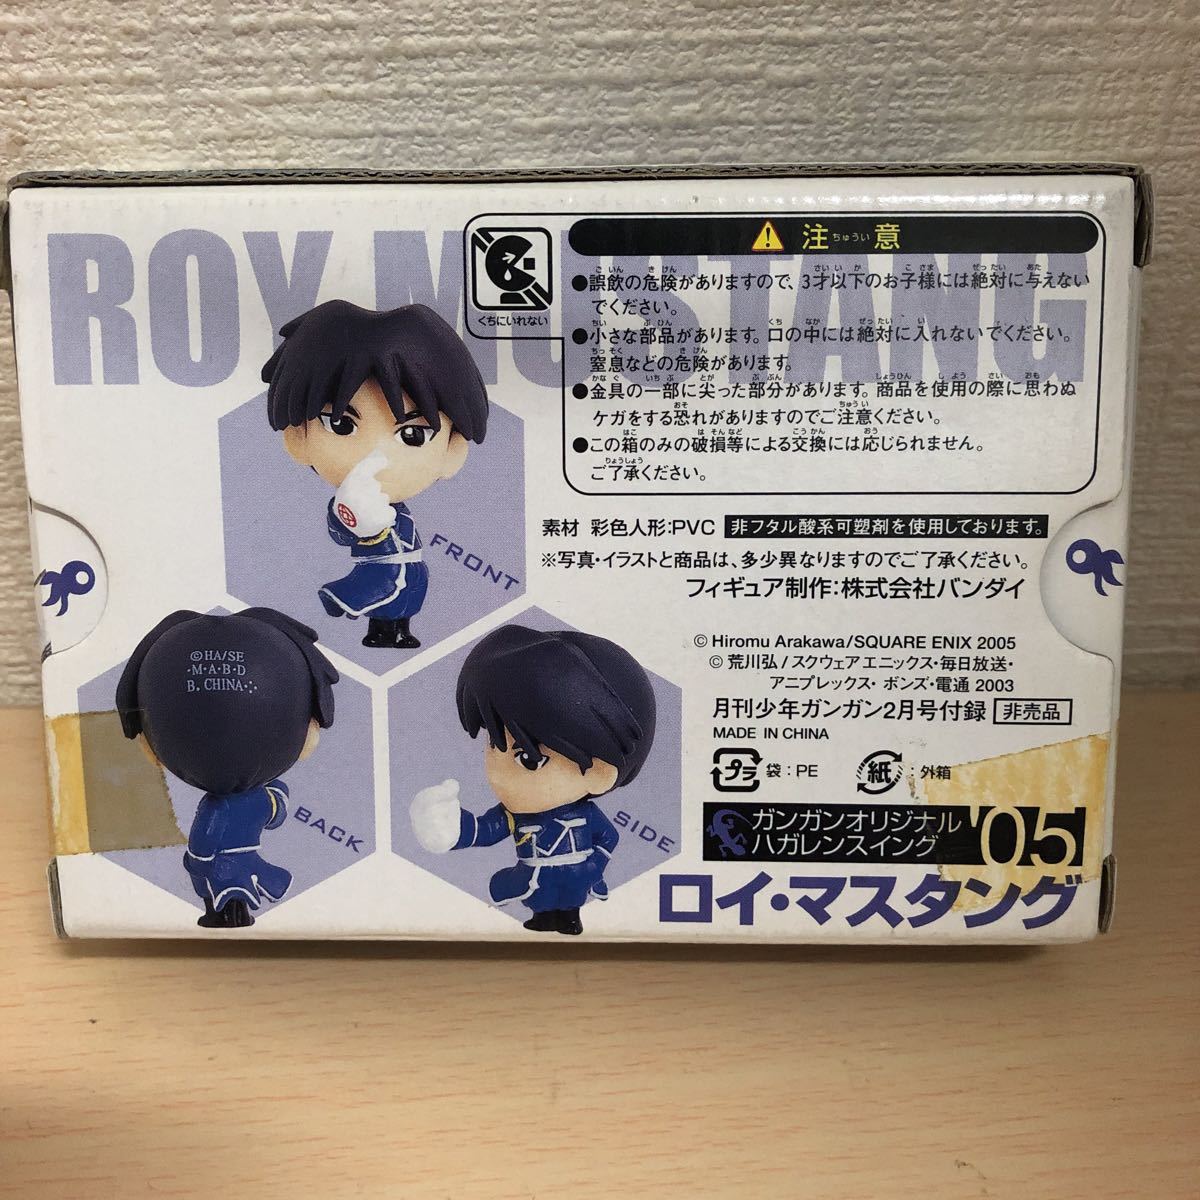 ROY MUSTANG
くちにいれない
注意
ちゅうい
●誤飲の危険がありますので、3才以下のお子様には絶対に与えない
でください。
●小さな部品があります。口の中には絶対に入れないでください。
窒息などの危険があります。
●金具の一部に尖った部分があります。商品を使用の際に思わぬ
ケガをする恐れがありますのでご注意ください。
●この箱のみの破損等による交換には応じられません。
ご了承ください。
素材 彩色人形:PVC 非フタル酸系可塑剤を使用しております。
※写真・イラストと商品は、多少異なりますのでご了承ください。
フィギュア制作:株式会社バンダイ
FRONT
© Hiromu Arakawa/SQUARE ENIX 2005
© 荒川弘/スクウェアエニックス・毎日放送・
アニプレックス・ボンズ・電通 2003
月刊少年ガンガン2月号付録 非売品
MADE IN CHINA
プラ 袋:PE 紙:外箱
©HA/SE
・M・A・B・D
B. CHINA
BACK
SIDE
ガンガンオリジナル
ハガレンスイング '05
ロイ・マスタング